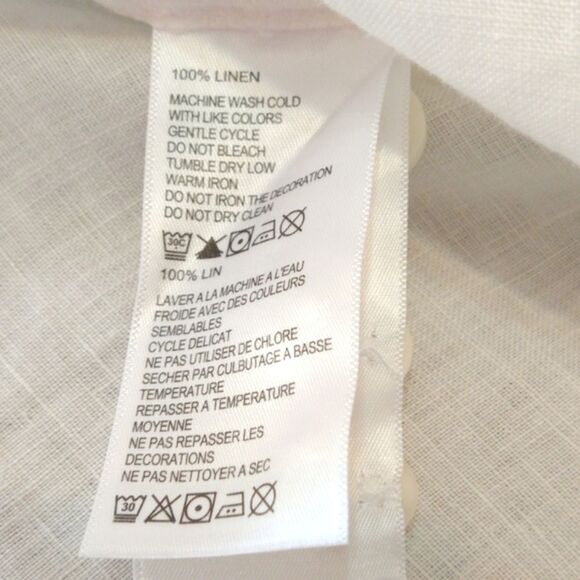 100% LINEN
MACHINE WASH COLD
WITH LIKE COLORS
GENTLE CYCLE
DO NOT BLEACH
TUMBLE DRY LOW
WARM IRON
DO NOT IRON THE DECORATION
DO NOT DRY CLEAN
30C
100% LIN
LAVER A LA MACHINE A L'EAU
FROIDE AVEC DES COULEURS
SEMBLABLES
CYCLE DELICAT
NE PAS UTILISER DE CHLORE
SECHER PAR CULBUTAGE A BASSE
TEMPERATURE
REPASSER A TEMPERATURE
MOYENNE
NE PAS REPASSER LES
DECORATIONS
NE PAS NETTOYER A SEC
30